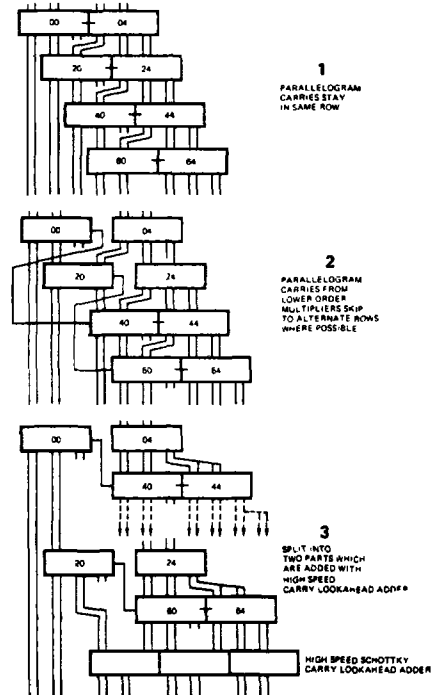 00 04
20 24
40 44
60 64
1
PARALLELOGRAM
CARRIES STAY
IN SAME ROW
00 04
20 24
40 44
60 64
2
PARALLELOGRAM
CARRIES FROM
LOWER ORDER
MULTIPLIERS SKIP
TO ALTERNATE ROWS
WHERE POSSIBLE
00 04
40 44
3
SPLIT INTO
TWO PARTS WHICH
ARE ADDED WITH
HIGH SPEED
CARRY LOOKAHEAD ADDER
20 24
60 64
HIGH SPEED SCHOTTKY
CARRY LOOKAHEAD ADDER